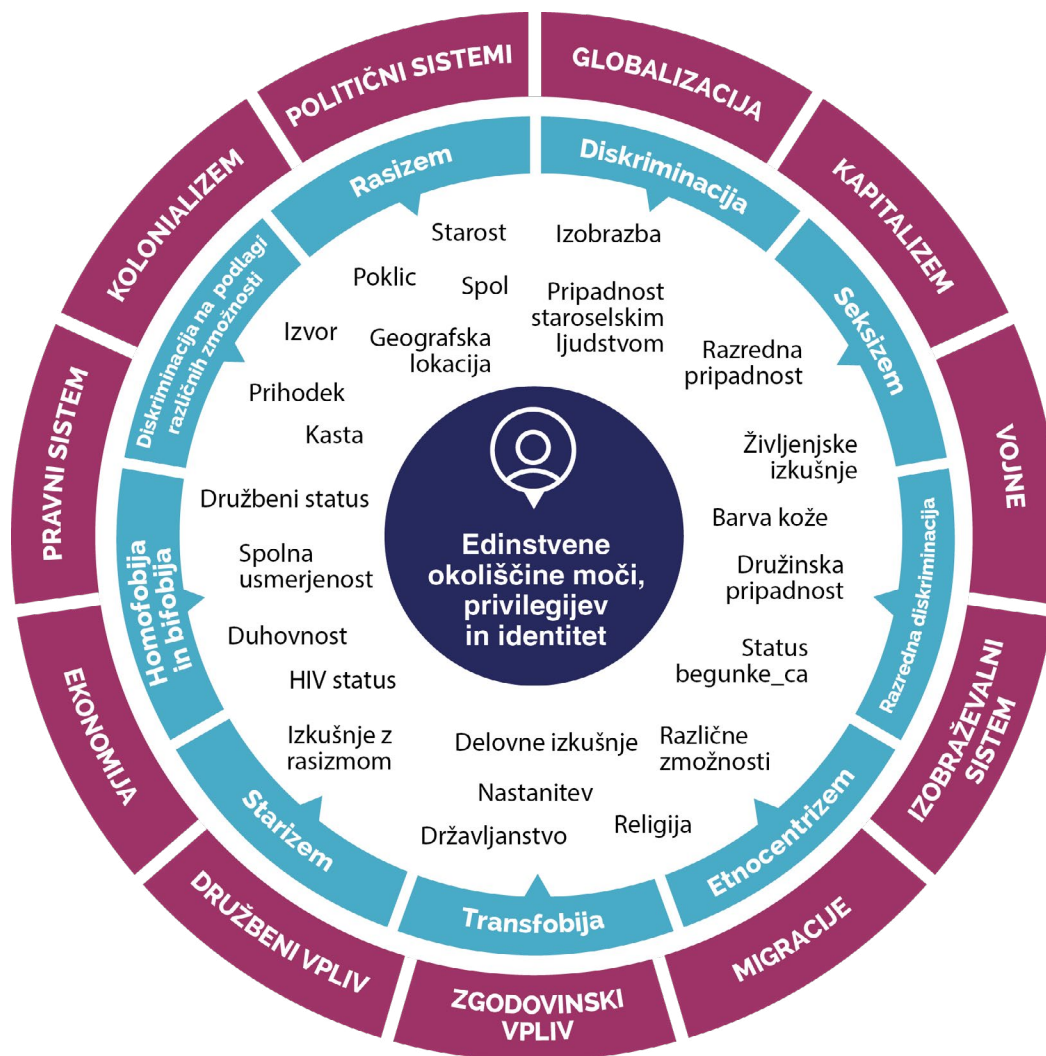 POLITIČNI SISTEMI
GLOBALIZACIJA
KAPITALIZEM
VOJNE
IZOBRAŽEVALNI
SISTEM
MIGRACIJE
ZGODOVINSKI
VPLIV
DRUŽBENI VPLIV
EKONOMIJA
PRAVNI SISTEM
KOLONIALIZEM
Rasizem
Diskriminacija
Seksizem
Razredna diskriminacija
Etnocentrizem
Transfobija
Starizem
Homofobija
in bifobija
Diskriminacija na podlagi
različnih zmožnosti
Starost
Izobrazba
Poklic
Spol
Pripadnost
staroselskim
ljudstvom
Izvor
Geografska
lokacija
Razredna
pripadnost
Prihodek
Kasta
Življenjske
izkušnje
Družbeni status
Barva kože
Spolna
usmerjenost
Družinska
pripadnost
Duhovnost
Status
begunke_ca
HIV status
Izkušnje z
rasizmom
Delovne izkušnje
Različne
zmožnosti
Nastanitev
Državljanstvo
Religija
Edinstvene
okoliščine moči,
privilegijev
in identitet